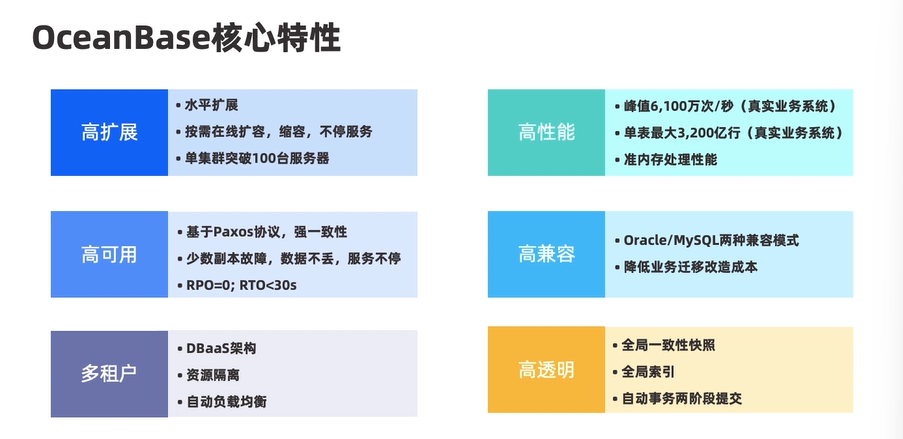 OceanBase核心特性
高扩展
• 水平扩展
• 按需在线扩容，缩容，不停服务
• 单集群突破100台服务器
高性能
• 峰值6,100万次/秒（真实业务系统）
• 单表最大3,200亿行（真实业务系统）
• 准内存处理性能
高可用
• 基于Paxos协议，强一致性
• 少数副本故障，数据不丢，服务不停
• RPO=0; RTO<30s
高兼容
• Oracle/MySQL两种兼容模式
• 降低业务迁移改造成本
多租户
• DBaaS架构
• 资源隔离
• 自动负载均衡
高透明
• 全局一致性快照
• 全局索引
• 自动事务两阶段提交